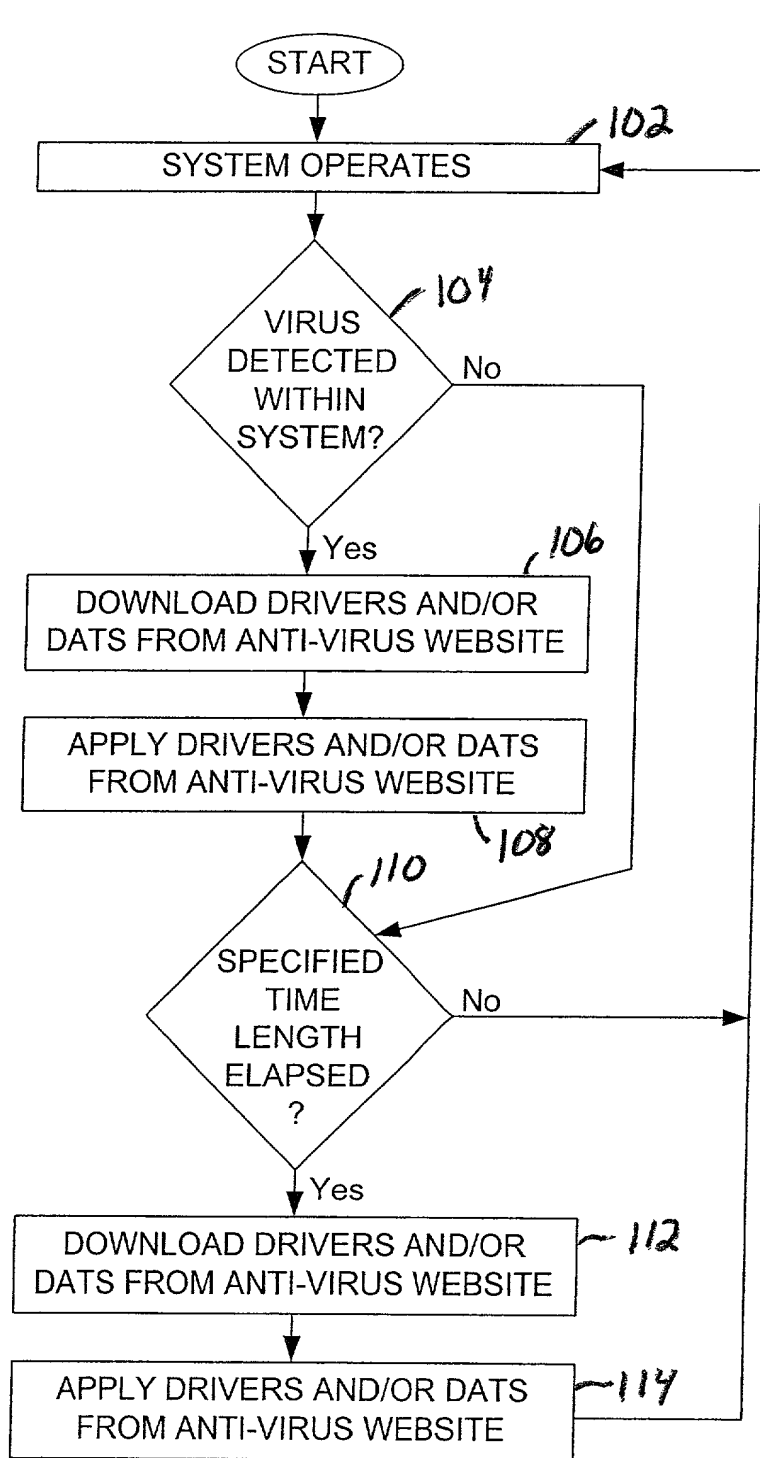 START
102
SYSTEM OPERATES
104
VIRUS
DETECTED
WITHIN
SYSTEM?
No
Yes
106
DOWNLOAD DRIVERS AND/OR
DATS FROM ANTI-VIRUS WEBSITE
APPLY DRIVERS AND/OR DATS
FROM ANTI-VIRUS WEBSITE
108
110
SPECIFIED
TIME
LENGTH
ELAPSED
?
No
Yes
DOWNLOAD DRIVERS AND/OR
DATS FROM ANTI-VIRUS WEBSITE
112
APPLY DRIVERS AND/OR DATS
FROM ANTI-VIRUS WEBSITE
114